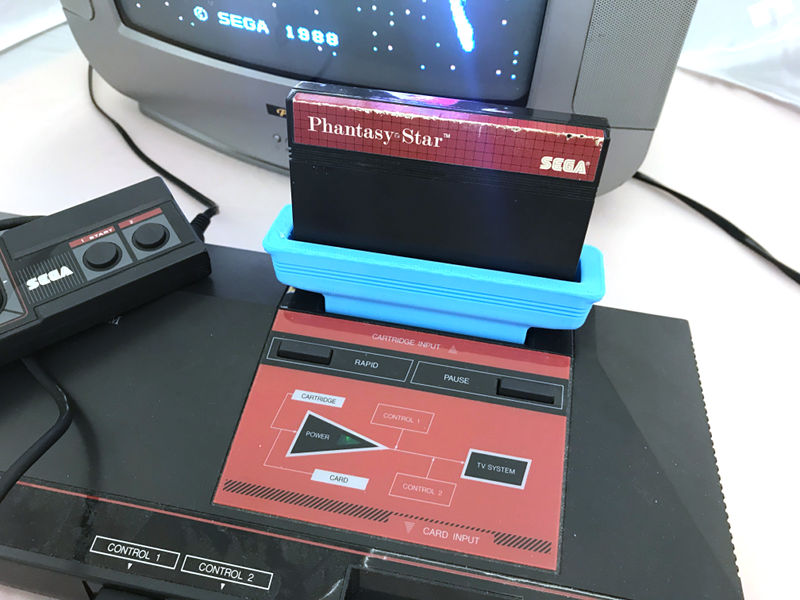 © SEGA 1988
Phantasy Star™
SEGA®
1 START 2
SEGA
CARTRIDGE INPUT
RAPID
PAUSE
CARTRIDGE
CONTROL 1
POWER
TV SYSTEM
CARD
CONTROL 2
CARD INPUT
CONTROL 1
CONTROL 2